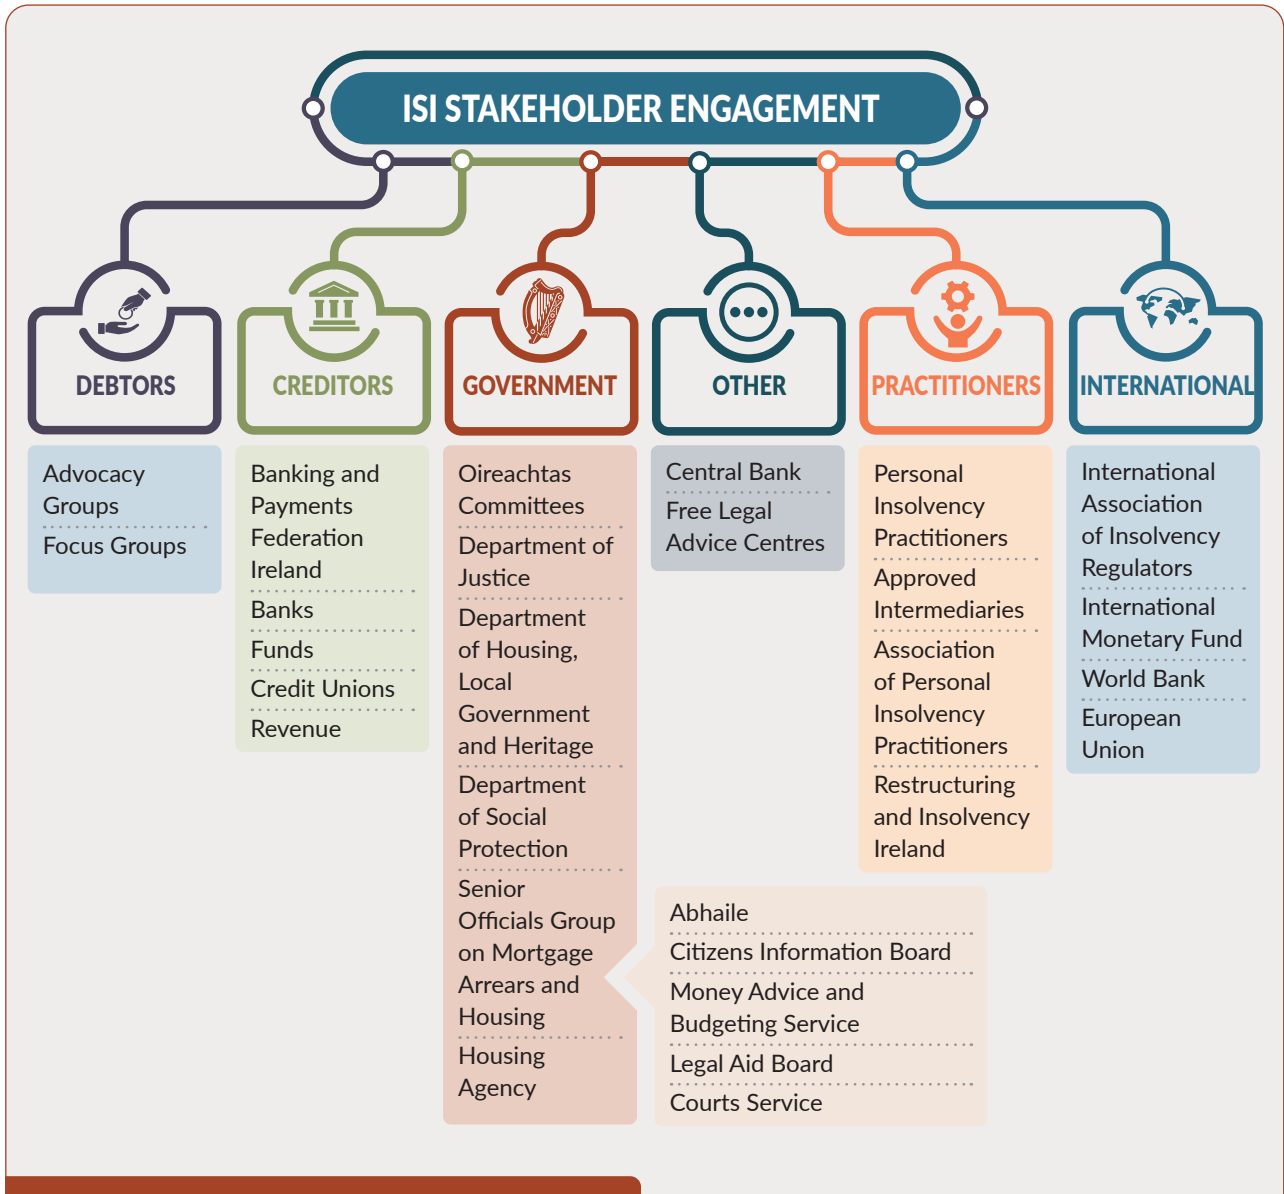 ISI STAKEHOLDER ENGAGEMENT
DEBTORS
Advocacy
Groups
Focus Groups
CREDITORS
Banking and
Payments
Federation
Ireland
Banks
Funds
Credit Unions
Revenue
GOVERNMENT
Oireachtas
Committees
Department of
Justice
Department
of Housing,
Local
Government
and Heritage
Department
of Social
Protection
Senior
Officials Group
on Mortgage
Arrears and
Housing
Housing
Agency
Abhaile
Citizens Information Board
Money Advice and
Budgeting Service
Legal Aid Board
Courts Service
OTHER
Central Bank
Free Legal
Advice Centres
PRACTITIONERS
Personal
Insolvency
Practitioners
Approved
Intermediaries
Association
of Personal
Insolvency
Practitioners
Restructuring
and Insolvency
Ireland
INTERNATIONAL
International
Association
of Insolvency
Regulators
International
Monetary Fund
World Bank
European
Union